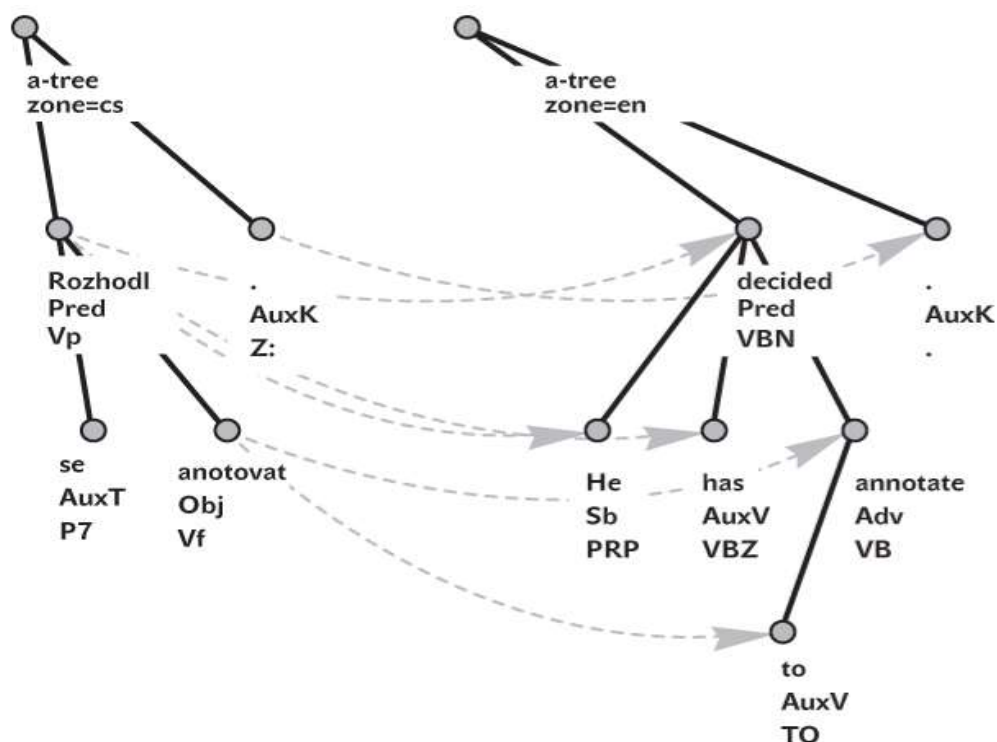 a-tree
zone=cs
a-tree
zone=en
Rozhodl
Pred
Vp
.
AuxK
Z:
decided
Pred
VBN
.
AuxK
.
se
AuxT
P7
anotovat
Obj
Vf
He
Sb
PRP
has
AuxV
VBZ
annotate
Adv
VB
to
AuxV
TO